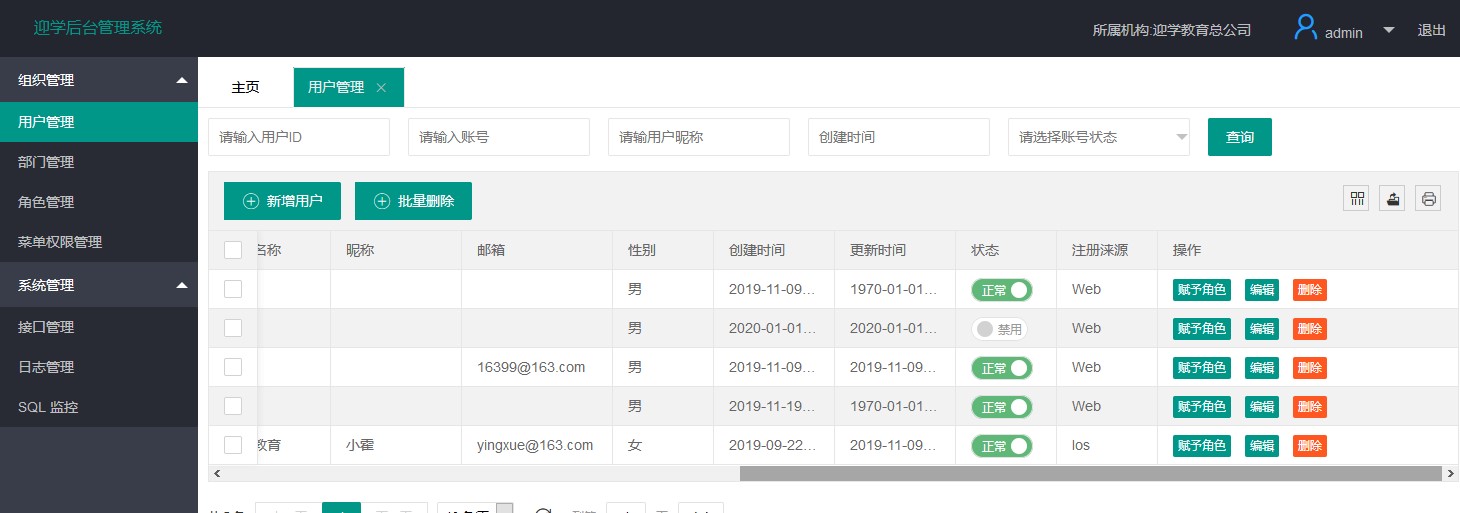 迎学后台管理系统
所属机构:迎学教育总公司 admin 退出
组织管理
用户管理
部门管理
角色管理
菜单权限管理
系统管理
接口管理
日志管理
SQL 监控
主页 用户管理
请输入用户ID 请输入账号 请输用户昵称 创建时间 请选择账号状态 查询
新增用户 批量删除
名称 昵称 邮箱 性别 创建时间 更新时间 状态 注册涞源 操作
男 2019-11-09... 1970-01-01... 正常 Web 赋予角色 编辑 删除
男 2020-01-01... 2020-01-01... 禁用 Web 赋予角色 编辑 删除
16399@163.com 男 2019-11-09... 2019-11-09... 正常 Web 赋予角色 编辑 删除
男 2019-11-19... 1970-01-01... 正常 Web 赋予角色 编辑 删除
教育 小霍 yingxue@163.com 女 2019-09-22... 2019-11-09... 正常 Ios 赋予角色 编辑 删除